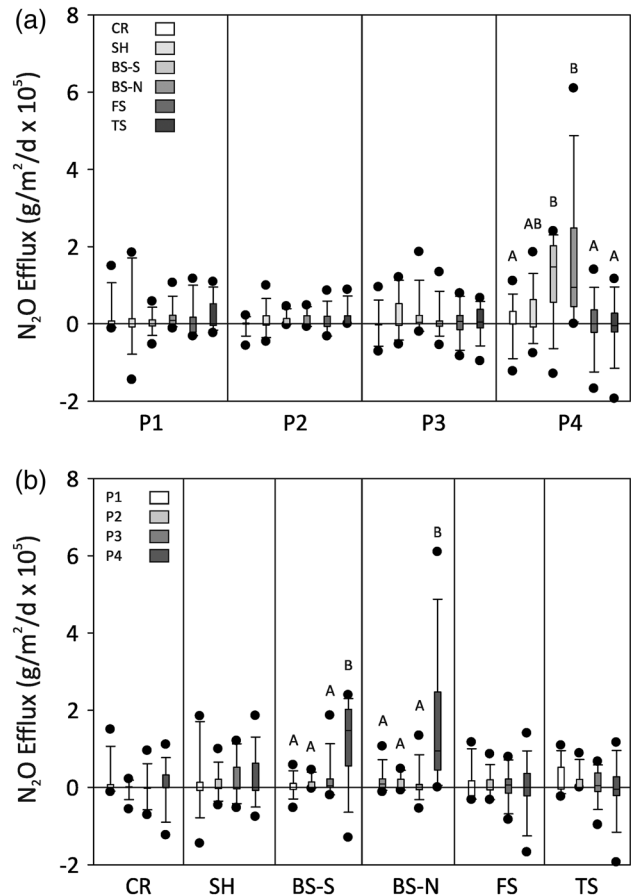 (a)
N2O Efflux (g/m²/d x 10⁵)
8
6
4
2
0
-2
CR
SH
BS-S
BS-N
FS
TS
A
AB
B
B
A
A
P1 P2 P3 P4
(b)
N2O Efflux (g/m²/d x 10⁵)
8
6
4
2
0
-2
P1
P2
P3
P4
A
A
A
B
A
A
A
B
CR SH BS-S BS-N FS TS